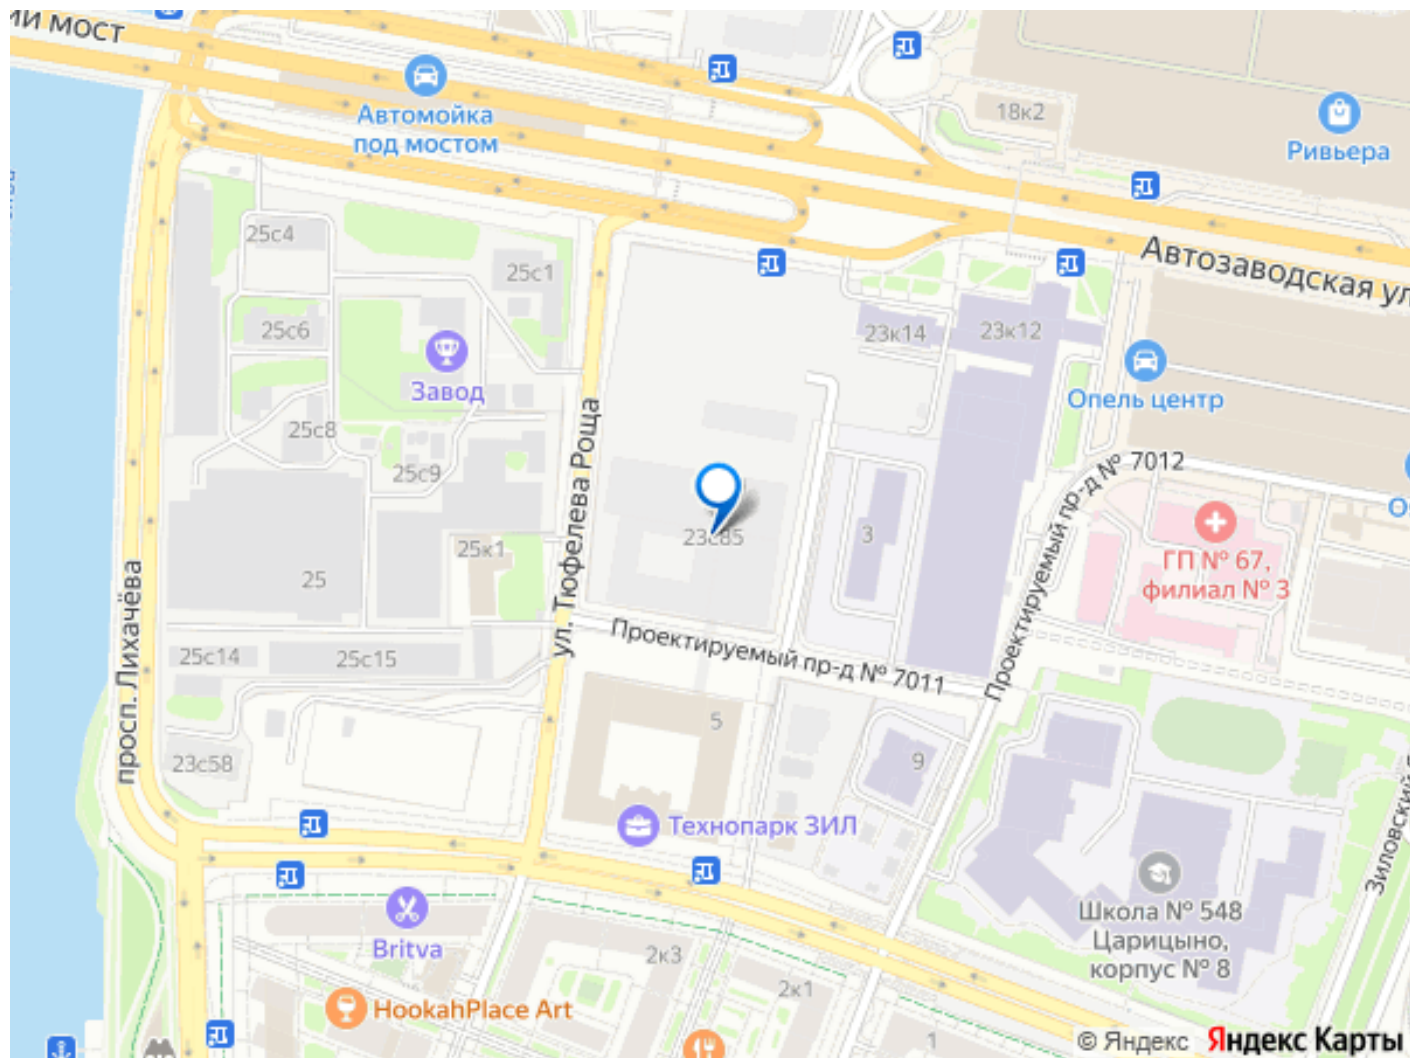 мост
Автомойка
под мостом
18к2
Ривьера
Автозаводская ул
25с4
25с1
25с6
Завод
23к14
23к12
Опель центр
25с8
25с9
ул. Тюфелева Роща
Проектируемый пр-д № 7012
25к1
23с85
3
ГП № 67,
филиал № 3
25
просп. Лихачёва
Проектируемый пр-д № 7011
25с14
25с15
5
9
23с58
Технопарк ЗИЛ
Зиловский
Школа № 548
Царицыно,
корпус № 8
Britva
2к3
2к1
HookahPlace Art
1
© Яндекс Яндекс Карты